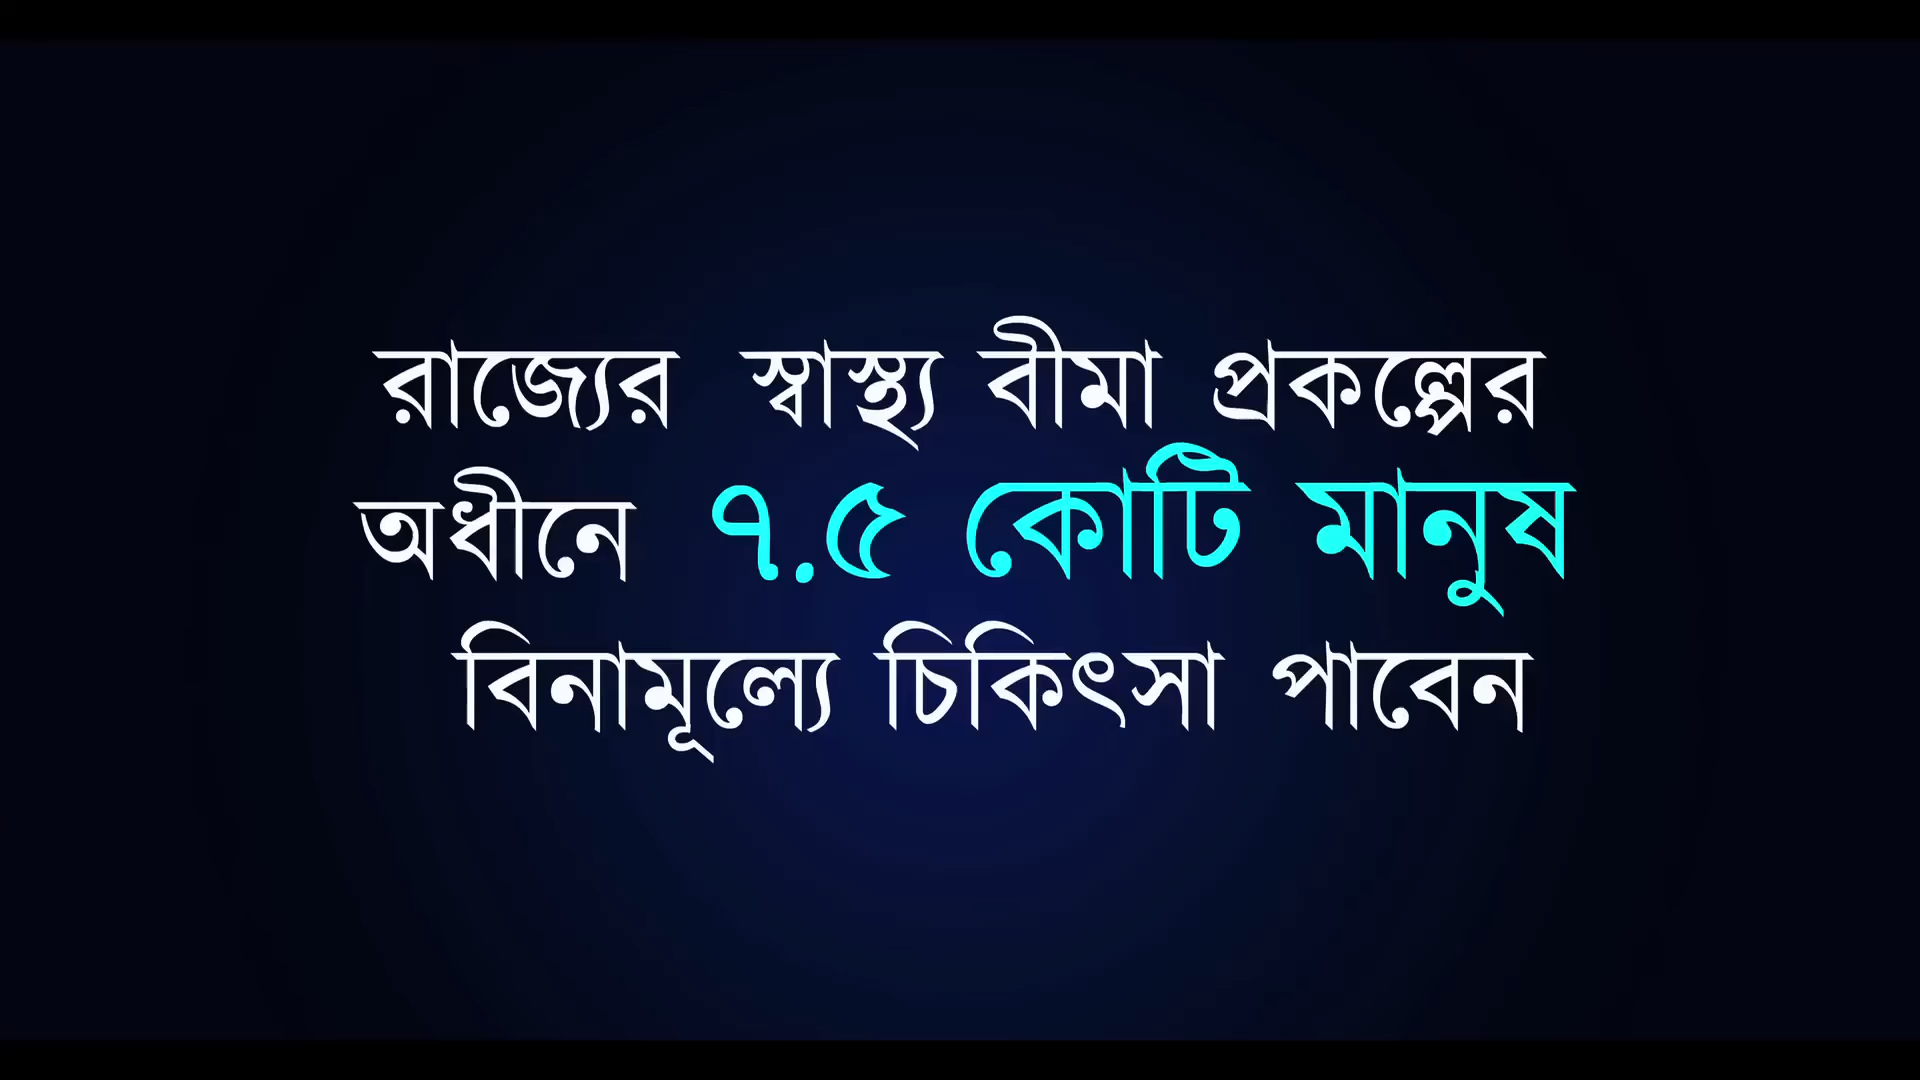 রাজ্যের স্বাস্থ্য বীমা প্রকল্পের
অধীনে ৭.৫ কোটি মানুষ
বিনামূল্যে চিকিৎসা পাবেন